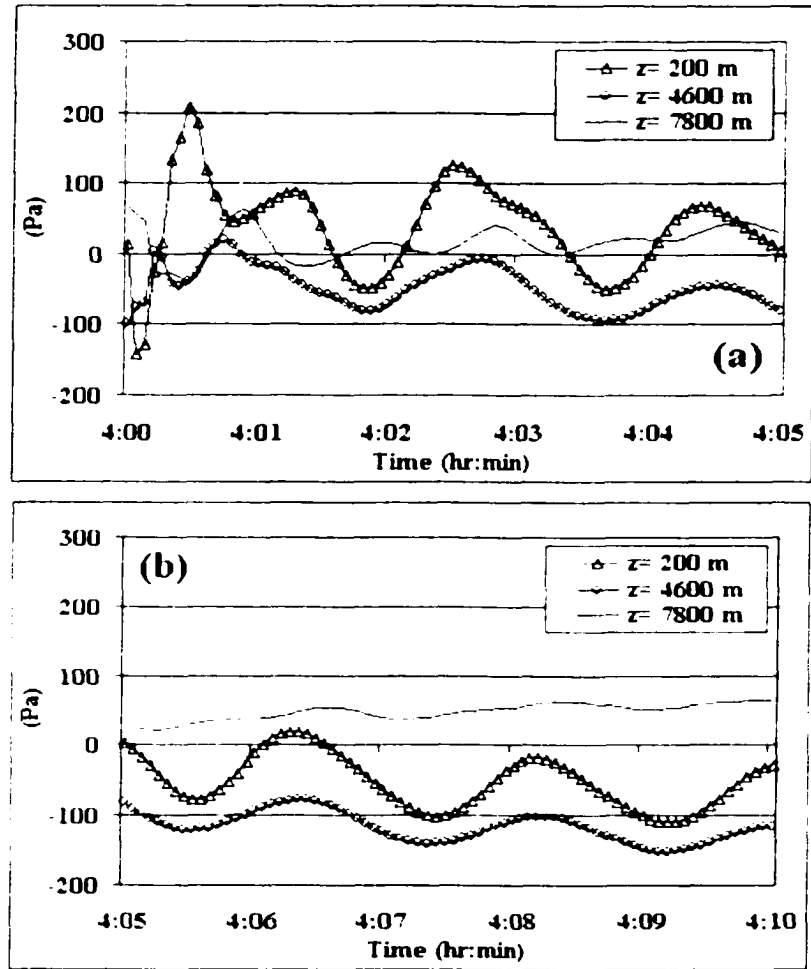 300
200
100
0
-100
-200
(Pa)
z= 200 m
z= 4600 m
z= 7800 m
(a)
4:00 4:01 4:02 4:03 4:04 4:05
Time (hr:min)
300
200
100
0
-100
-200
(Pa)
(b)
z= 200 m
z= 4600 m
z= 7800 m
4:05 4:06 4:07 4:08 4:09 4:10
Time (hr:min)